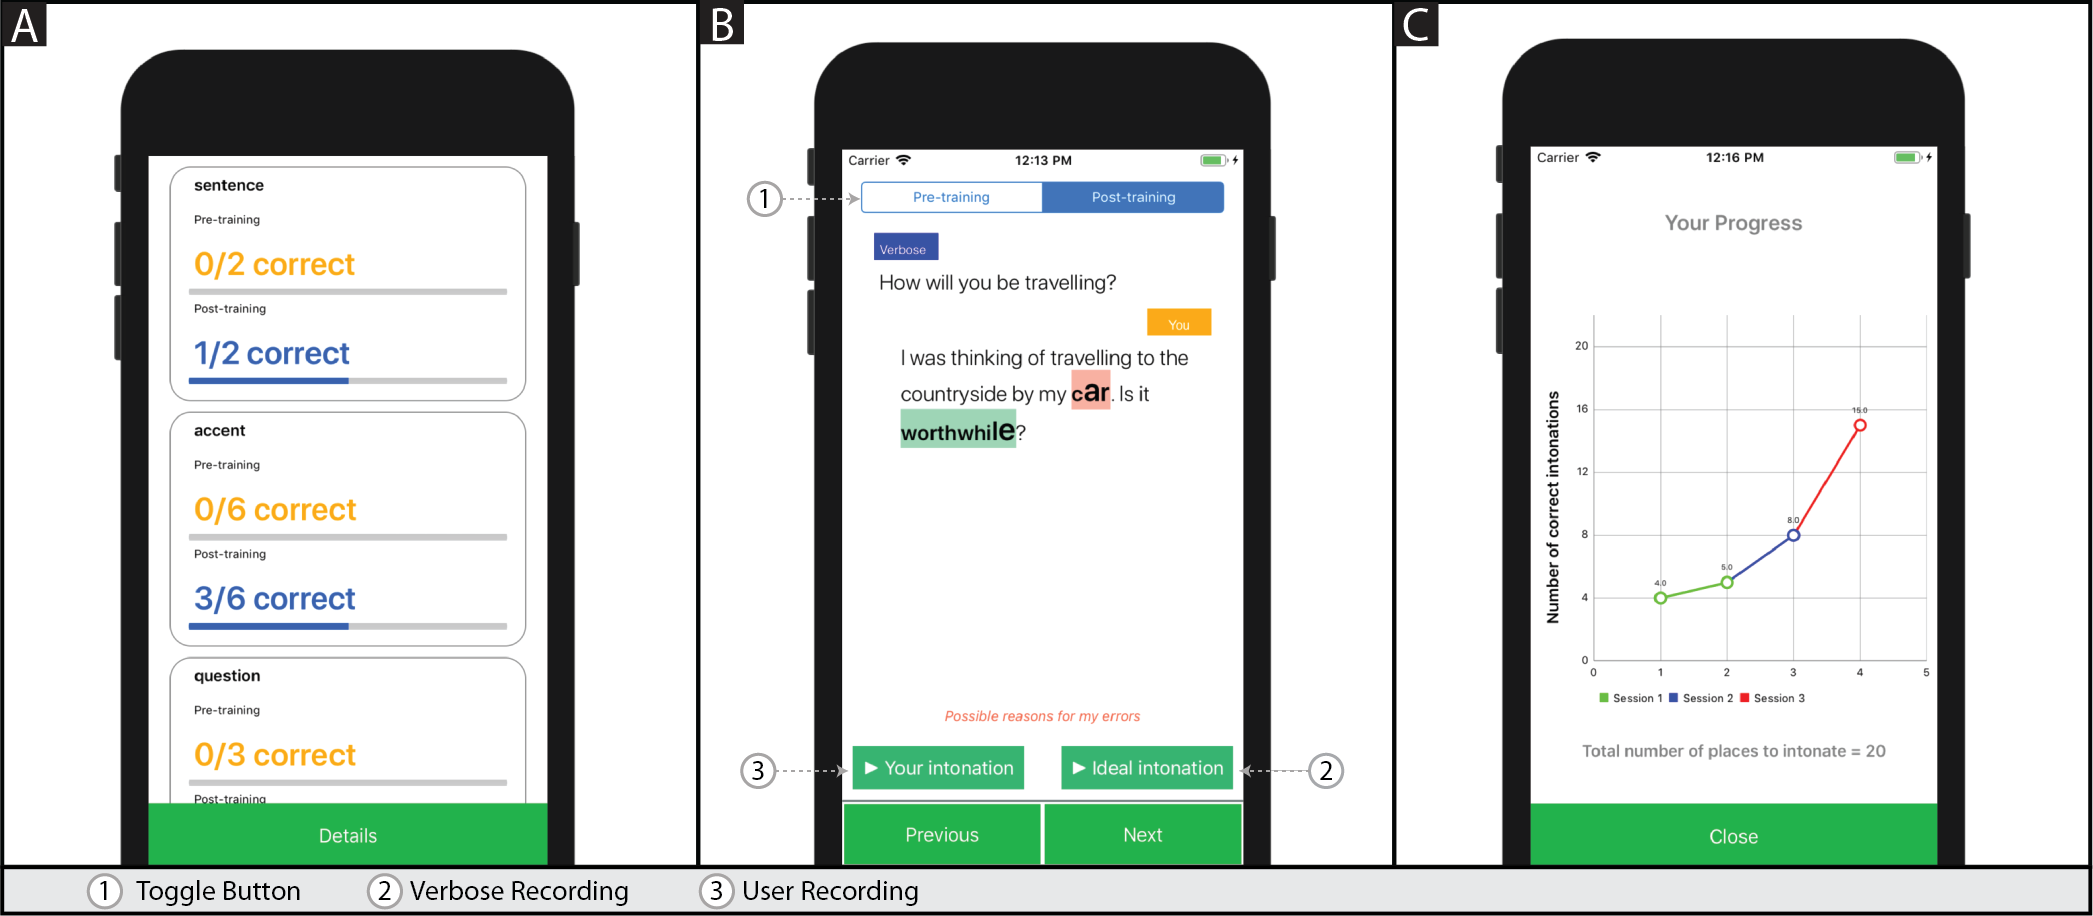 A
sentence
Pre-training
0/2 correct
Post-training
1/2 correct
accent
Pre-training
0/6 correct
Post-training
3/6 correct
question
Pre-training
0/3 correct
Post-training
Details
B
Carrier 12:13 PM
1
Pre-training Post-training
Verbose
How will you be travelling?
You
I was thinking of travelling to the
countryside by my car. Is it
worthwhile?
Possible reasons for my errors
3 ▶ Your intonation ▶ Ideal intonation 2
Previous Next
C
Carrier 12:16 PM
Your Progress
Number of correct intonations
20
16
12
8
4
0
15.0
8.0
5.0
4.0
0 1 2 3 4 5
Session 1 Session 2 Session 3
Total number of places to intonate = 20
Close
1 Toggle Button 2 Verbose Recording 3 User Recording